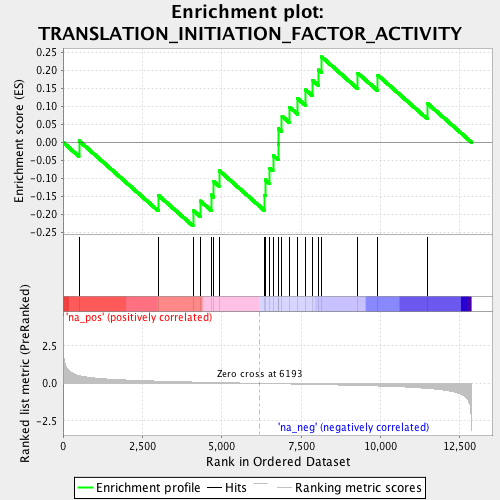 Enrichment plot:
TRANSLATION_INITIATION_FACTOR_ACTIVITY
Enrichment score (ES)
0.25
0.20
0.15
0.10
0.05
0.00
-0.05
-0.10
-0.15
-0.20
-0.25
'na_pos' (positively correlated)
Ranked list metric (PreRanked)
2.5
0.0
-2.5
Zero cross at 6193
'na_neg' (negatively correlated)
0
2,500
5,000
7,500
10,000
12,500
Rank in Ordered Dataset
Enrichment profile
Hits
Ranking metric scores